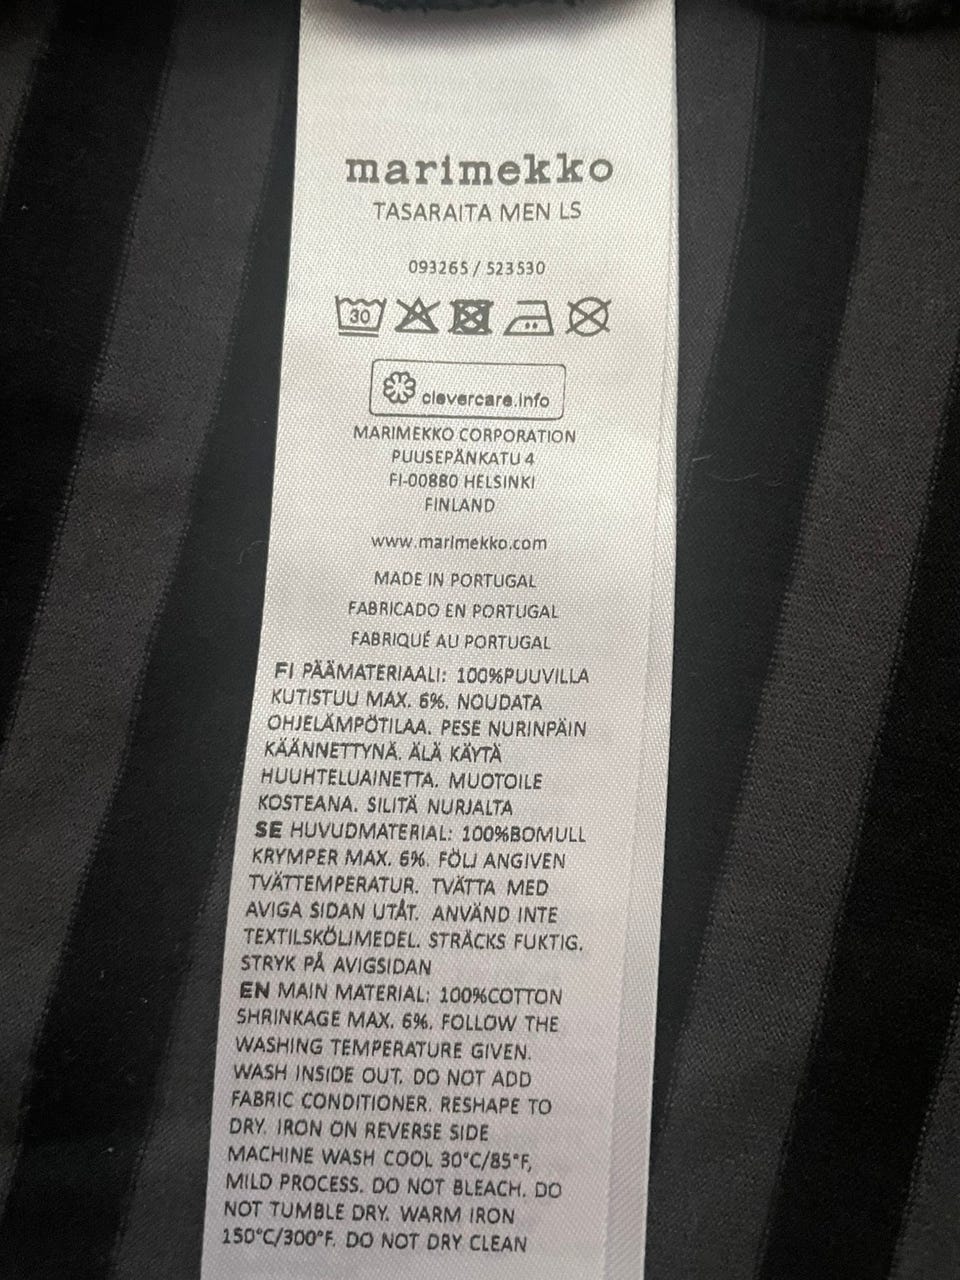 marimekko
TASARAITA MEN LS
093265 / 523530
30
clevercare.info
MARIMEKKO CORPORATION
PUUSEPÄNKATU 4
FI-00880 HELSINKI
FINLAND
www.marimekko.com
MADE IN PORTUGAL
FABRICADO EN PORTUGAL
FABRIQUÉ AU PORTUGAL
FI PÄÄMATERIAALI: 100%PUUVILLA
KUTISTUU MAX. 6%. NOUDATA
OHJELÄMPÖTILAA. PESE NURINPÄIN
KÄÄNNETTYNÄ. ÄLÄ KÄYTÄ
HUUHTELUAINETTA. MUOTOILE
KOSTEANA. SILITÄ NURJALTA
SE HUVUDMATERIAL: 100%BOMULL
KRYMPER MAX. 6%. FÖLJ ANGIVEN
TVÄTTEMPERATUR. TVÄTTA MED
AVIGA SIDAN UTÅT. ANVÄND INTE
TEXTILSKÖLJMEDEL. STRÄCKS FUKTIG.
STRYK PÅ AVIGSIDAN
EN MAIN MATERIAL: 100%COTTON
SHRINKAGE MAX. 6%. FOLLOW THE
WASHING TEMPERATURE GIVEN.
WASH INSIDE OUT. DO NOT ADD
FABRIC CONDITIONER. RESHAPE TO
DRY. IRON ON REVERSE SIDE
MACHINE WASH COOL 30°C/85°F,
MILD PROCESS. DO NOT BLEACH. DO
NOT TUMBLE DRY. WARM IRON
150°C/300°F. DO NOT DRY CLEAN